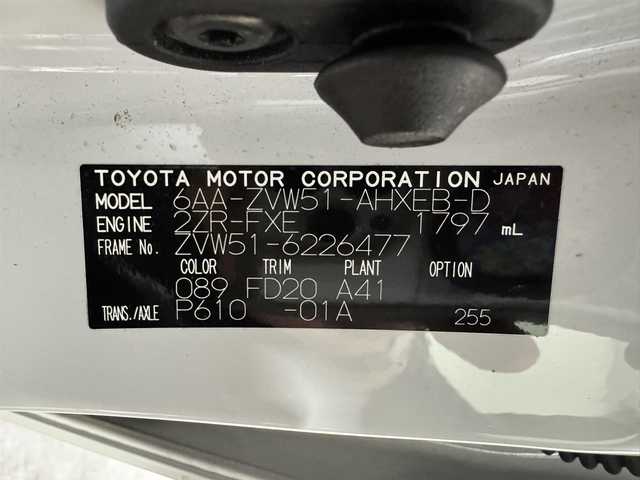 TOYOTA MOTOR CORPORATION JAPAN
MODEL 6AA-ZVW51-AHXEB-D
ENGINE 2ZR-FXE 1797 mL
FRAME No. ZVW51-6226477
COLOR TRIM PLANT OPTION
089 FD20 A41
TRANS./AXLE P610 -01A 255